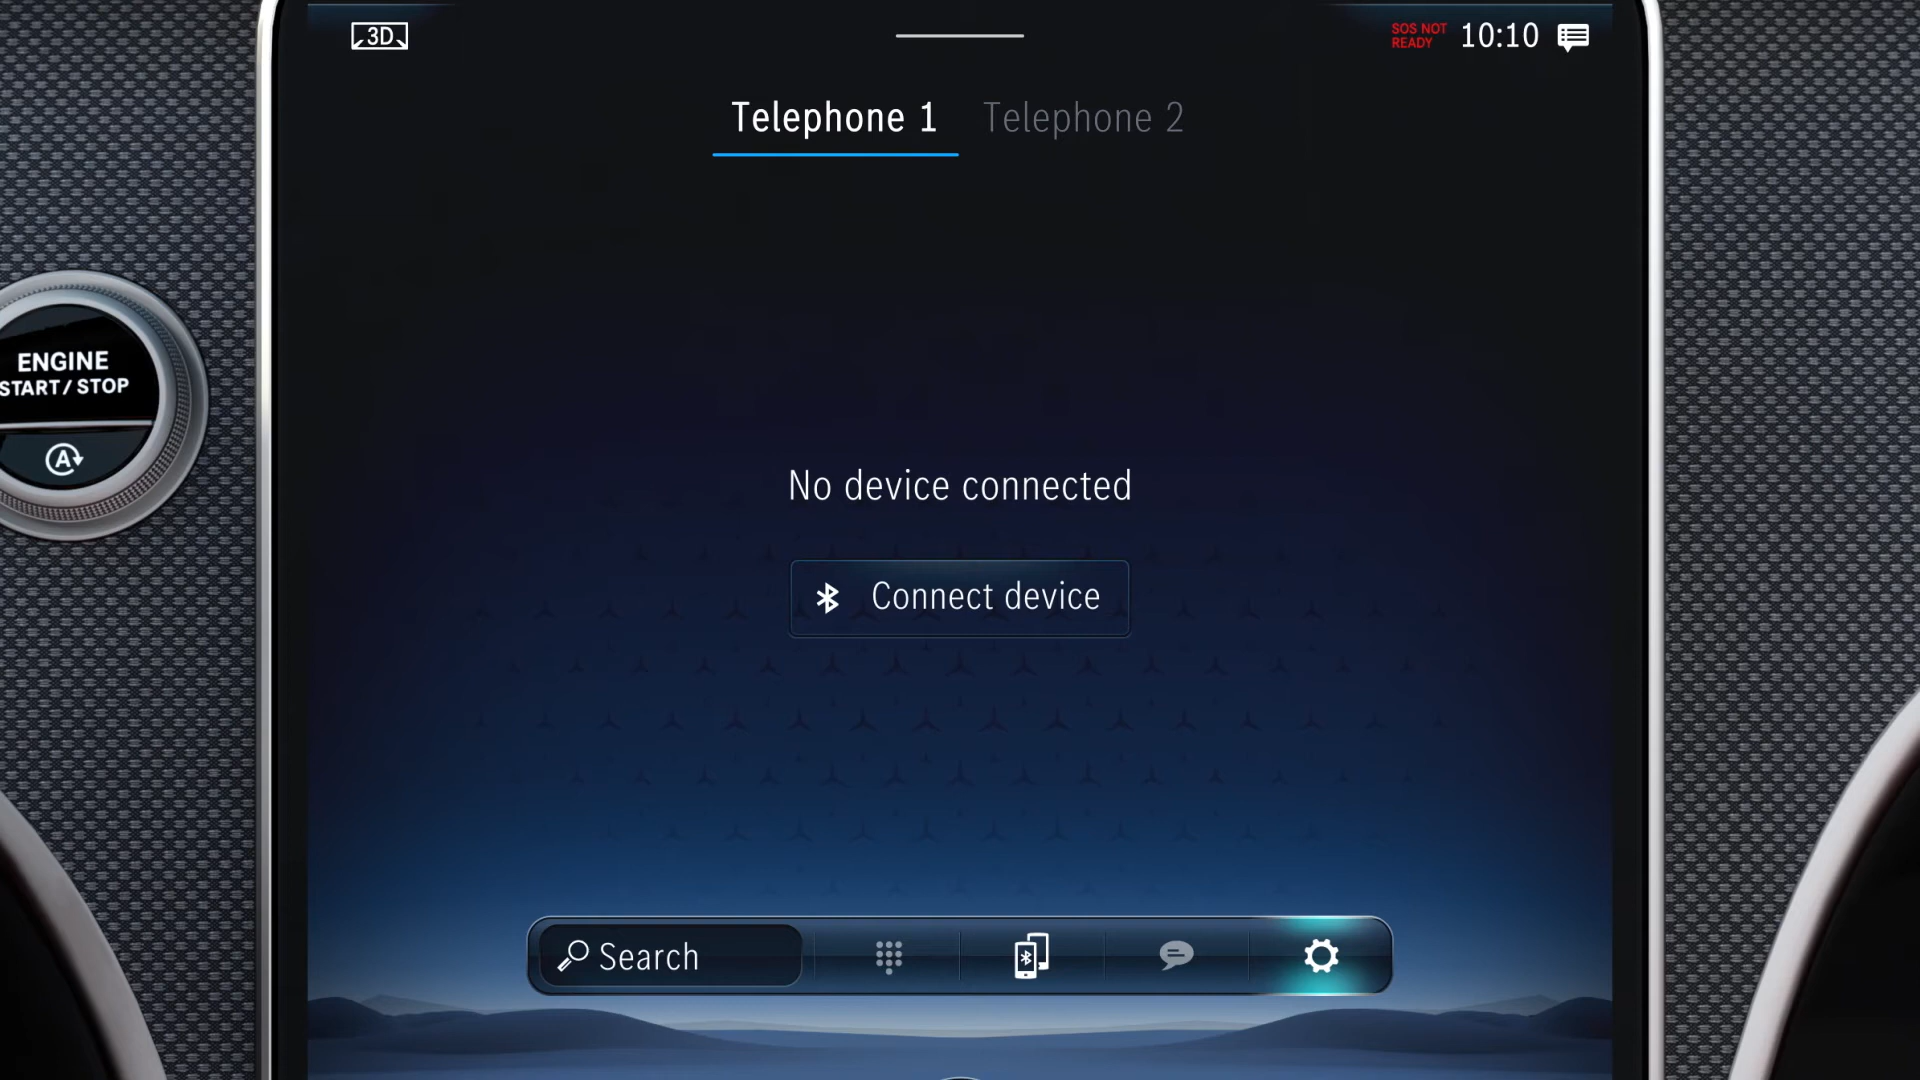 3D
SOS NOT
READY
10:10
Telephone 1
Telephone 2
ENGINE
START/STOP
A
No device connected
Connect device
Search